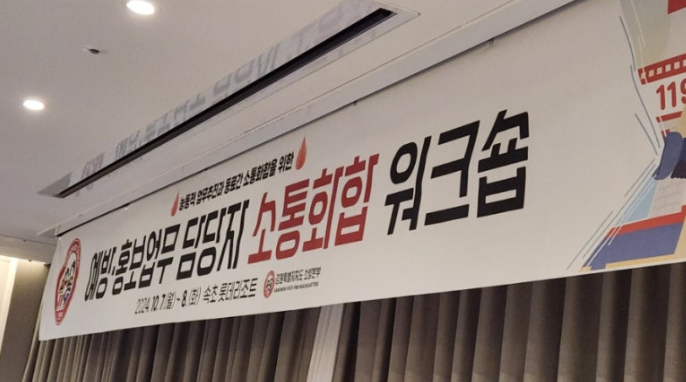 능동적 업무추진과 동료간 소통화합을 위한
예방·홍보업무 담당자 소통화합 워크숍
2024. 10. 7(월) ~ 8(화) 속초 롯데리조트
강원특별자치도 소방본부
119